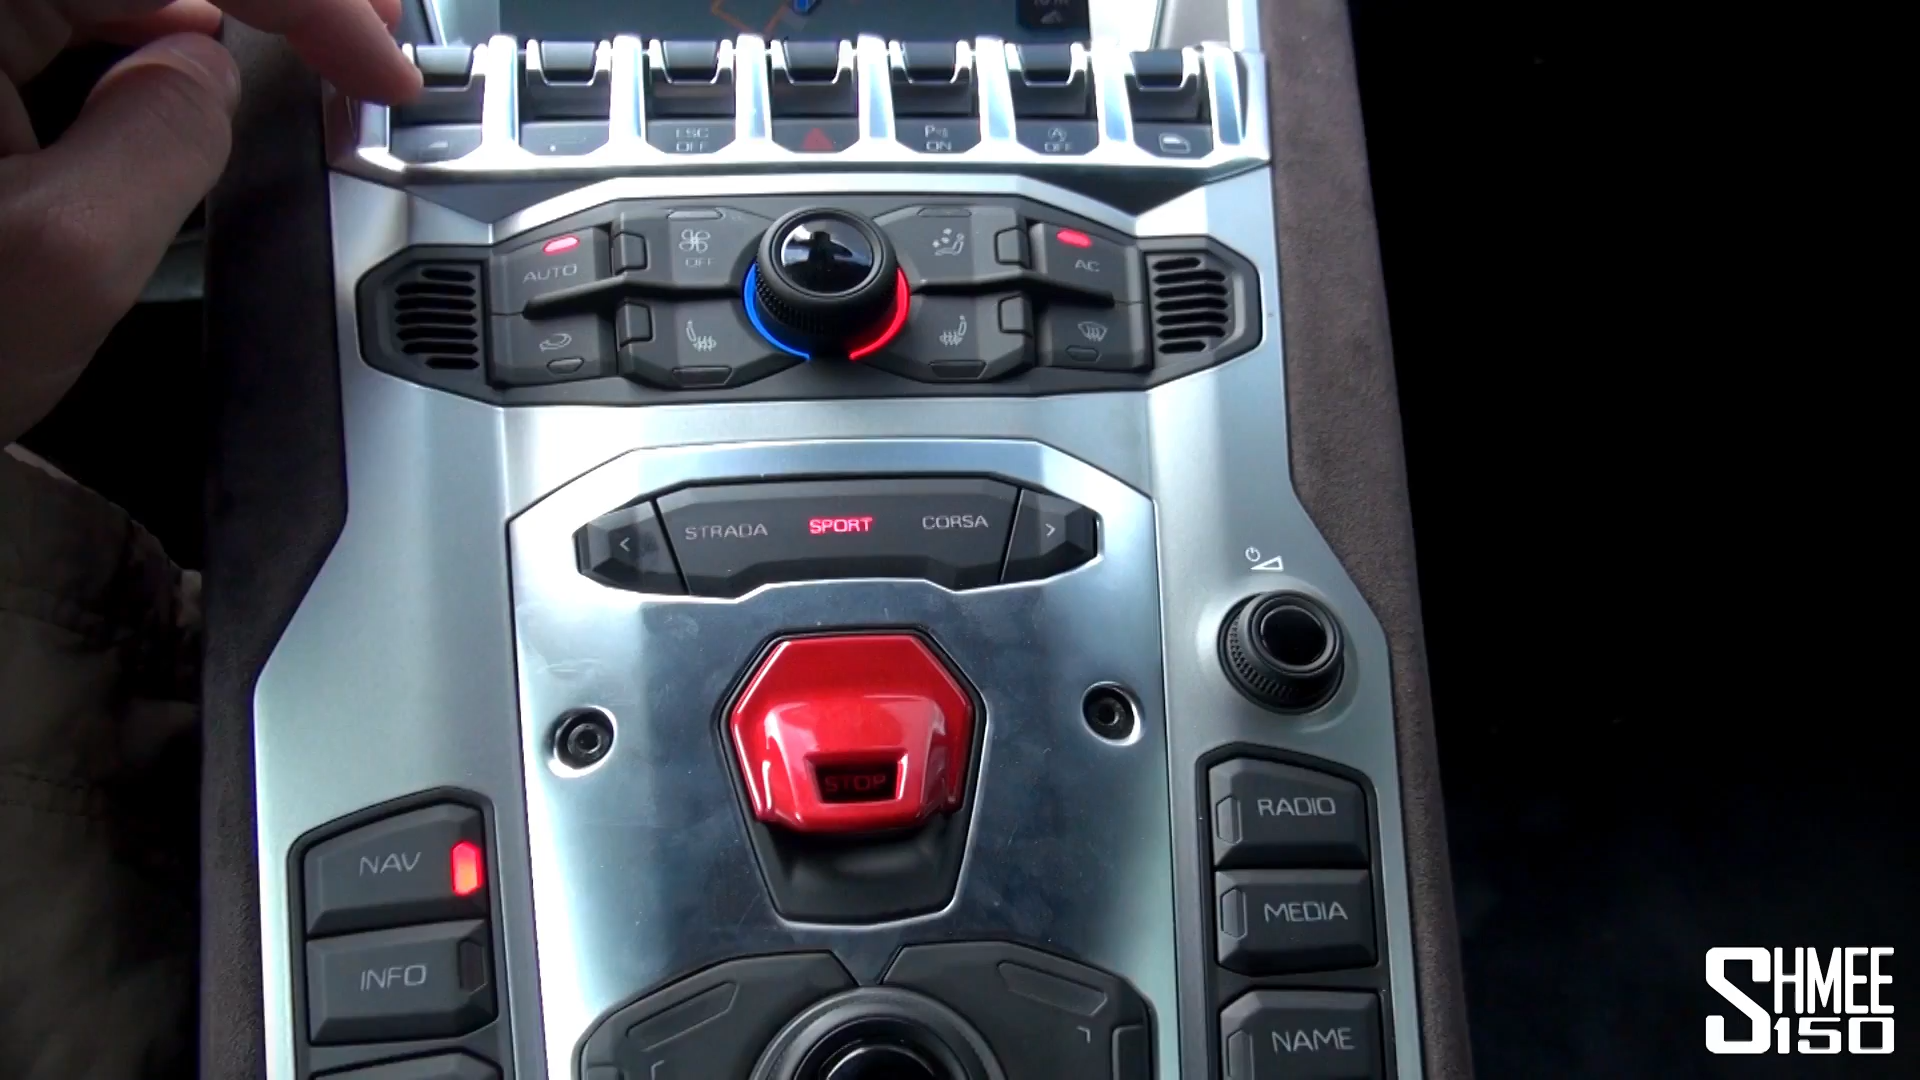 ESC
OFF
P
ON
A
OFF
AUTO
OFF
AC
< STRADA SPORT CORSA >
STOP
NAV
RADIO
INFO
MEDIA
NAME
SHMEE
150